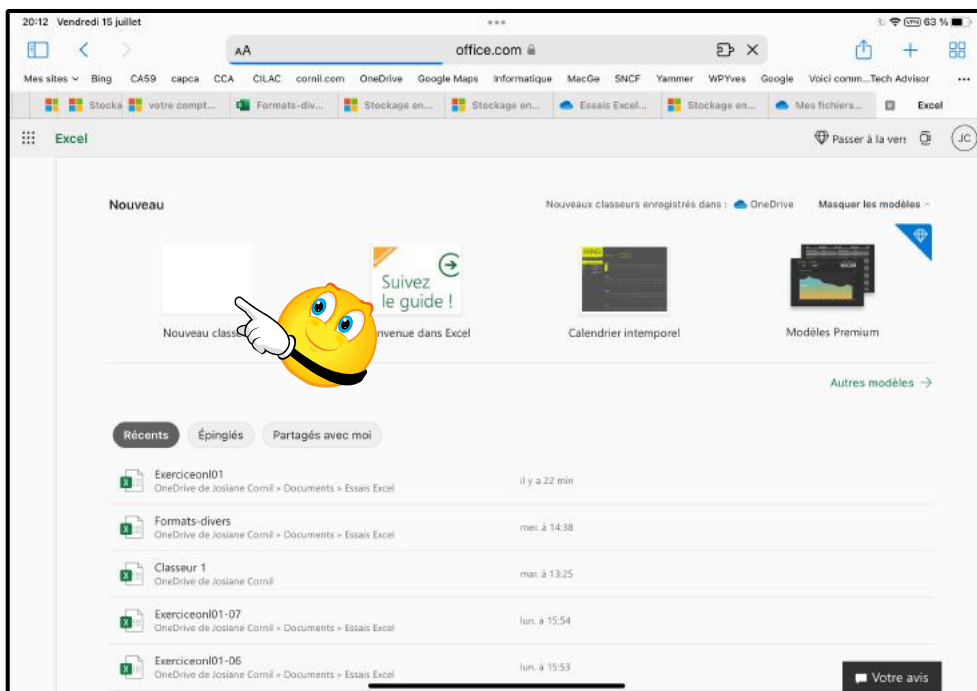 20:12 Vendredi 15 juillet
VPN 63 %
AA office.com
Mes sites Bing CA59 capca CCA CILAC cornil.com OneDrive Google Maps Informatique MacGe SNCF Yammer WPYves Google Voici comm...Tech Advisor
Stocka votre compt... Formats-div... Stockage en... Stockage en... Essais Excel... Stockage en... Mes fichiers... Excel
Excel Passer à la vers JC
Nouveau Nouveaux classeurs enregistrés dans : OneDrive Masquer les modèles
Suivez
le guide !
Nouveau classe nvenue dans Excel Calendrier intemporel Modèles Premium
Autres modèles →
Récents Épinglés Partagés avec moi
Exerciceonl01
OneDrive de Josiane Cornil » Documents » Essais Excel il y a 22 min
Formats-divers
OneDrive de Josiane Cornil » Documents » Essais Excel mer. à 14:38
Classeur 1
OneDrive de Josiane Cornil mar. à 13:25
Exerciceonl01-07
OneDrive de Josiane Cornil » Documents » Essais Excel lun. à 15:54
Exerciceonl01-06
OneDrive de Josiane Cornil » Documents » Essais Excel lun. à 15:53
Votre avis